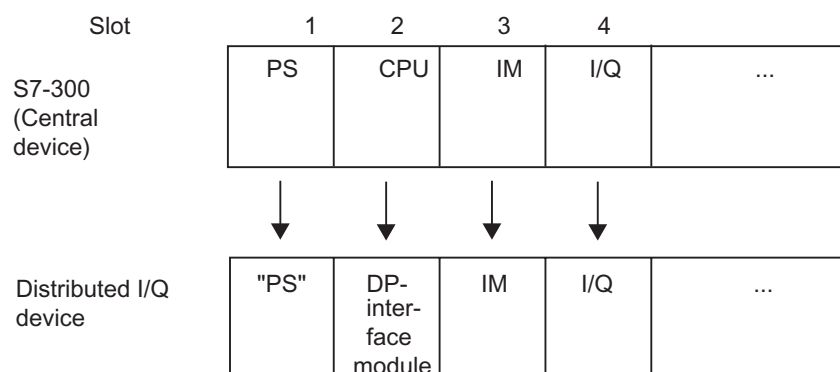 Slot 1 2 3 4
PS CPU IM I/Q ...
S7-300
(Central
device)
"PS" DP- IM I/Q ...
Distributed I/Q
device
inter-
face
module